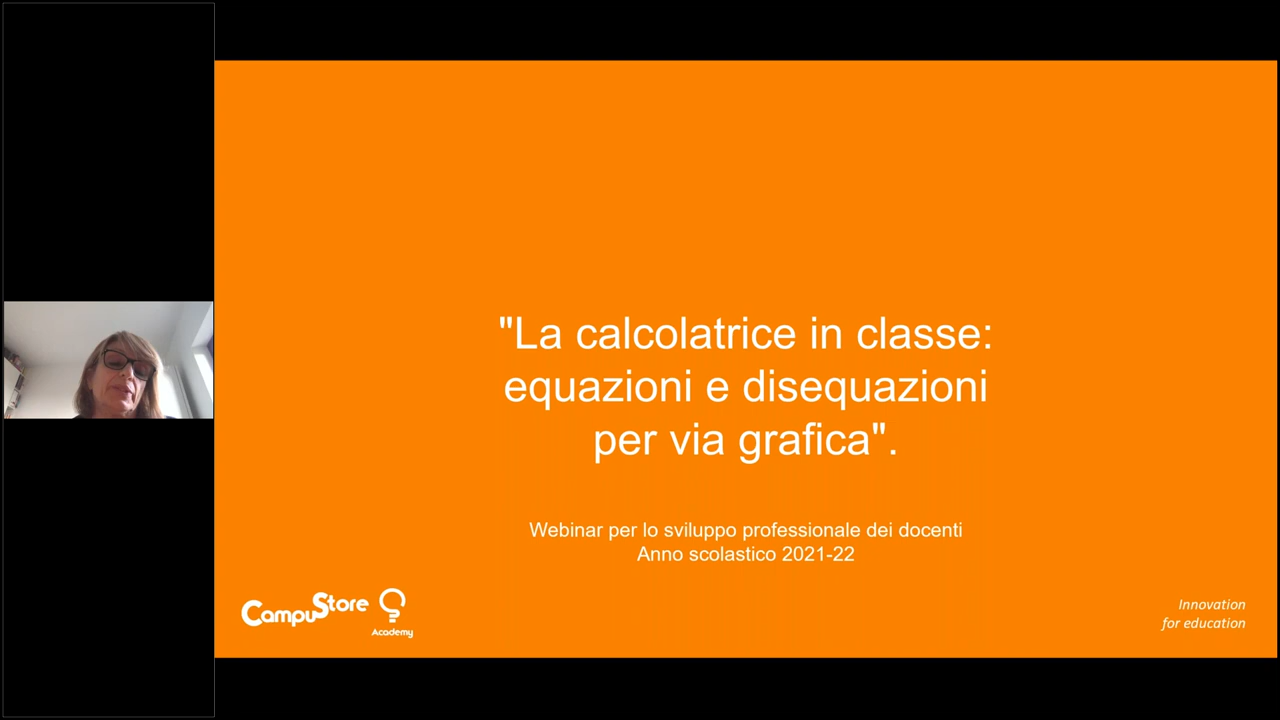 "La calcolatrice in classe:
equazioni e disequazioni
per via grafica".
Webinar per lo sviluppo professionale dei docenti
Anno scolastico 2021-22
CampuStore
Academy
Innovation
for education